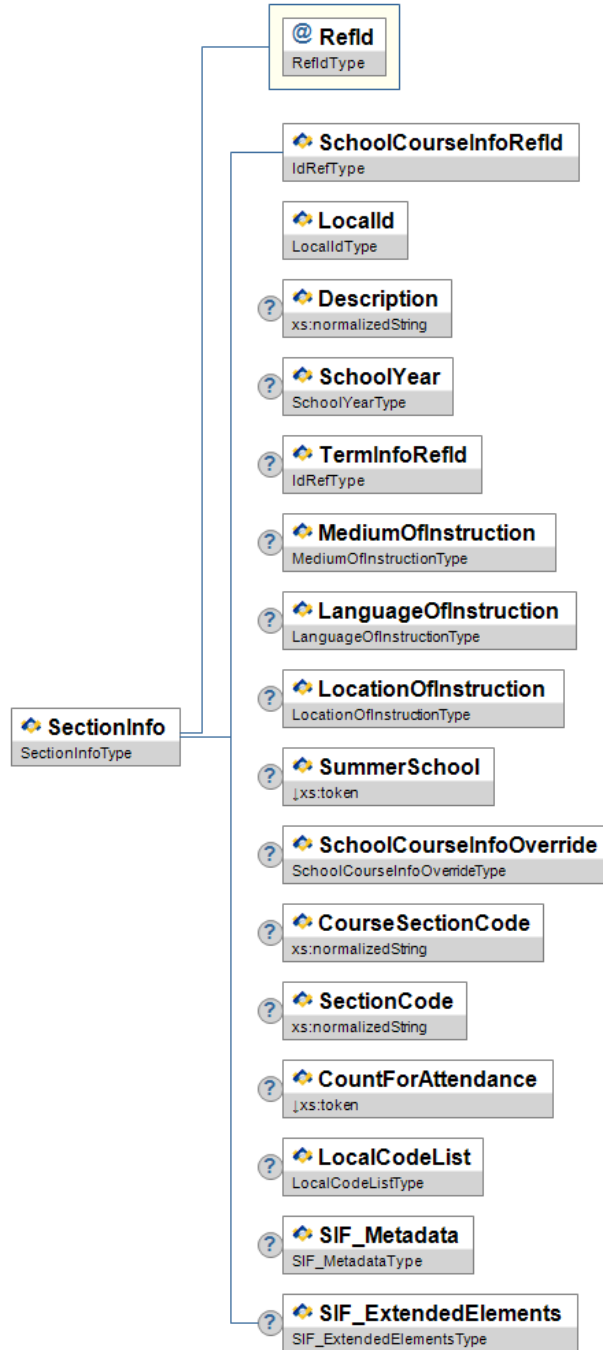 @ RefId
RefIdType
SchoolCourseInfoRefId
IdRefType
LocalId
LocalIdType
? Description
xs:normalizedString
? SchoolYear
SchoolYearType
? TermInfoRefId
IdRefType
? MediumOfInstruction
MediumOfInstructionType
? LanguageOfInstruction
LanguageOfInstructionType
? LocationOfInstruction
LocationOfInstructionType
SectionInfo
SectionInfoType
? SummerSchool
↓xs:token
? SchoolCourseInfoOverride
SchoolCourseInfoOverrideType
? CourseSectionCode
xs:normalizedString
? SectionCode
xs:normalizedString
? CountForAttendance
↓xs:token
? LocalCodeList
LocalCodeListType
? SIF_Metadata
SIF_MetadataType
? SIF_ExtendedElements
SIF_ExtendedElementsType